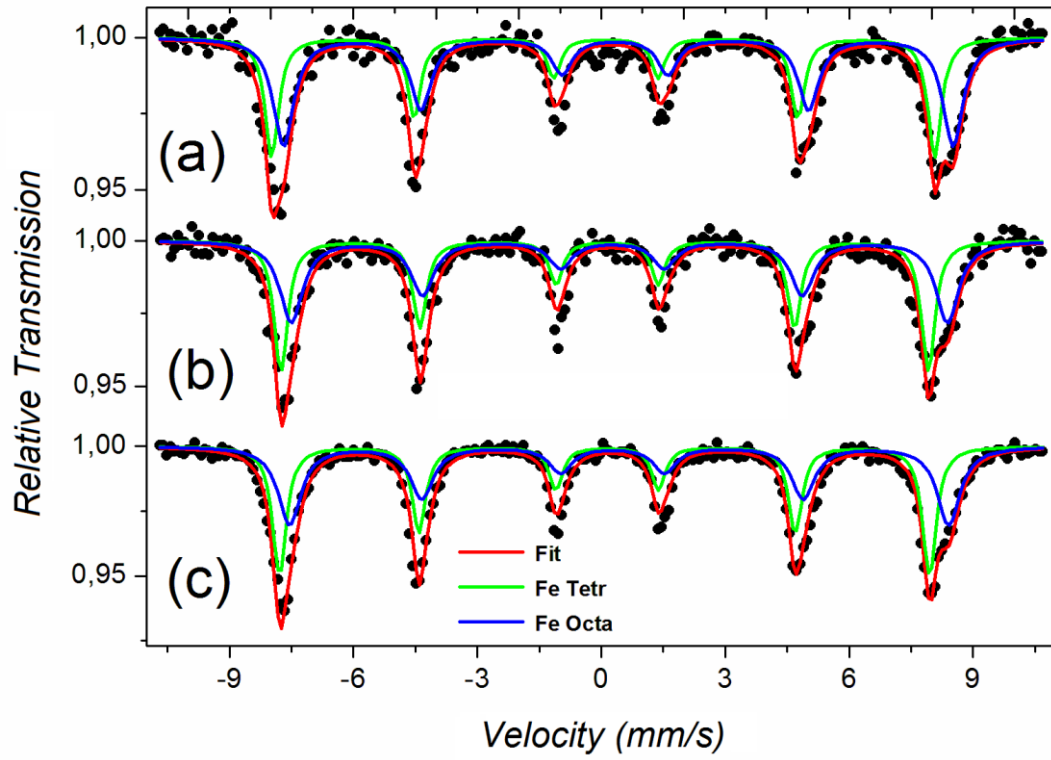 1,00
(a)
0,95
1,00
(b)
0,95
1,00
(c)
0,95
Relative Transmission
Fit
Fe Tetr
Fe Octa
-9 -6 -3 0 3 6 9
Velocity (mm/s)